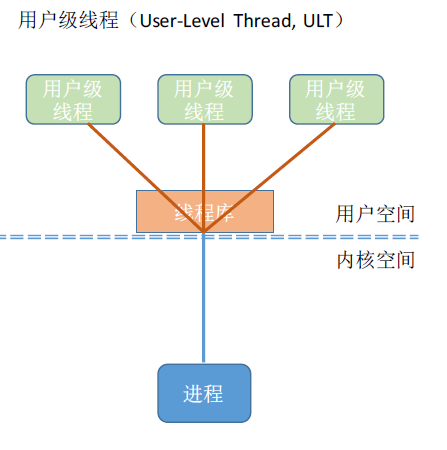 用户级线程（User-Level Thread, ULT）
用户级
线程
用户级
线程
用户级
线程
线程库
用户空间
内核空间
进程